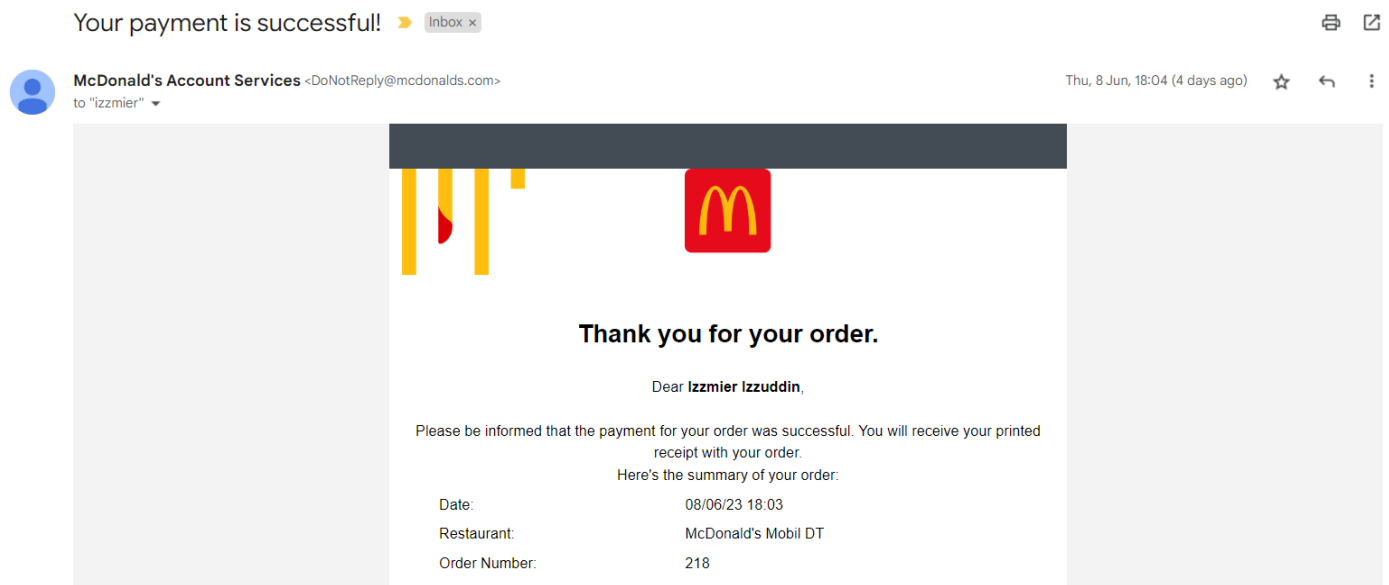 Your payment is successful!
Inbox ×
McDonald's Account Services <DoNotReply@mcdonalds.com>
Thu, 8 Jun, 18:04 (4 days ago)
to "izzmier"
Thank you for your order.
Dear Izzmier Izzuddin,
Please be informed that the payment for your order was successful. You will receive your printed
receipt with your order.
Here's the summary of your order:
Date: 08/06/23 18:03
Restaurant: McDonald's Mobil DT
Order Number: 218